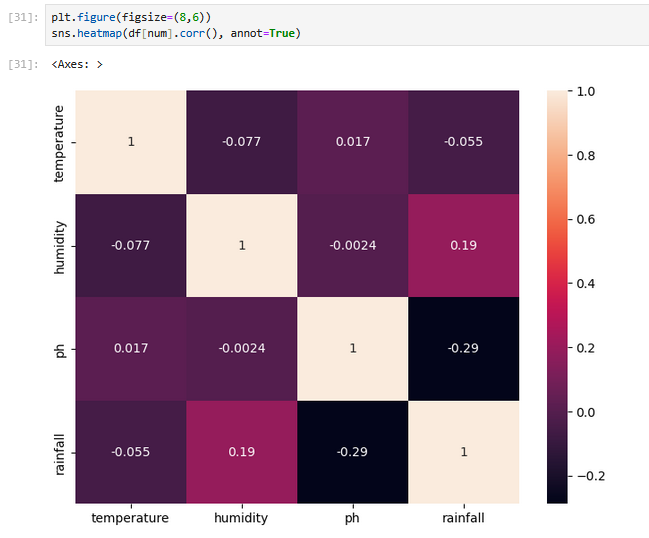 [31]: plt.figure(figsize=(8,6))
sns.heatmap(df[num].corr(), annot=True)
[31]: <Axes: >
1.0
temperature 1 -0.077 0.017 -0.055
0.8
humidity -0.077 1 -0.0024 0.19
0.6
0.4
ph 0.017 -0.0024 1 -0.29
0.2
0.0
rainfall -0.055 0.19 -0.29 1
−0.2
temperature humidity ph rainfall